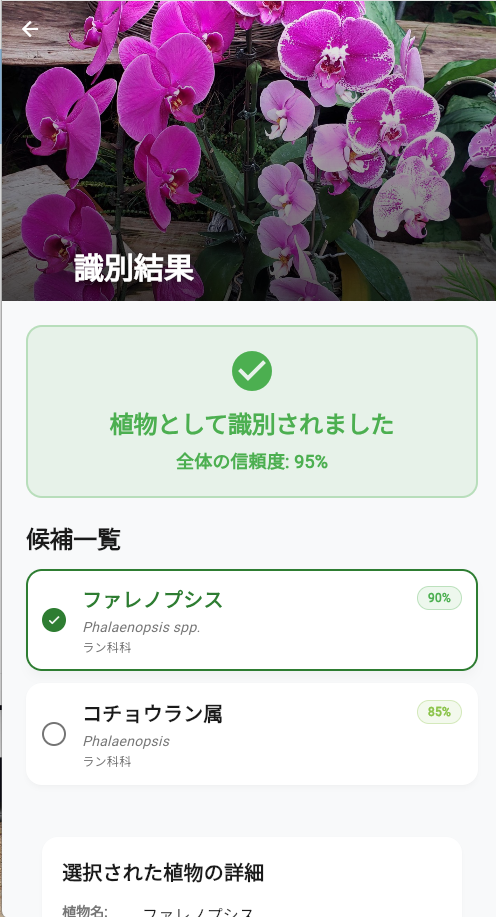 識別結果
植物として識別されました
全体の信頼度: 95%
候補一覧
ファレノプシス
90%
Phalaenopsis spp.
ラン科科
コチョウラン属
85%
Phalaenopsis
ラン科科
選択された植物の詳細
植物名: ファレノプシス